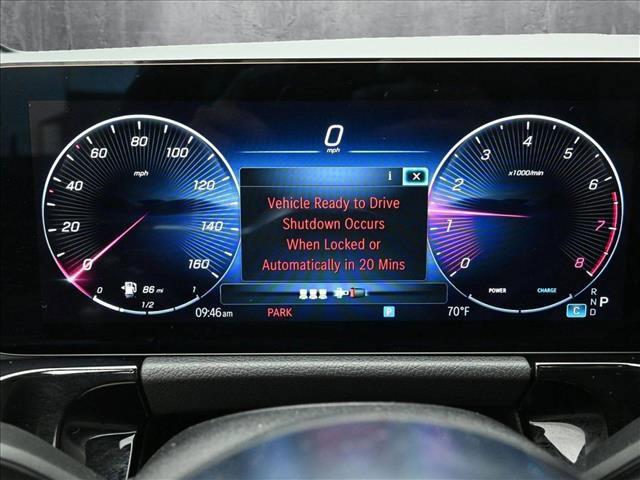 0
mph
i
Vehicle Ready to Drive
Shutdown Occurs
When Locked or
Automatically in 20 Mins
0 20 40 60 80 100 120 140 160
mph
0 1/2 1
86 mi
0 1 2 3 4 5 6 7 8
x1000/min
POWER CHARGE
R
N P
D
C
09:46am PARK P 70°F